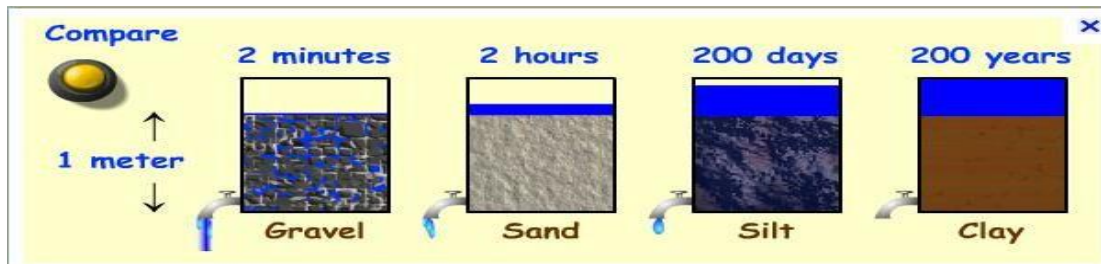 Compare
2 minutes 2 hours 200 days 200 years
1 meter
Gravel Sand Silt Clay